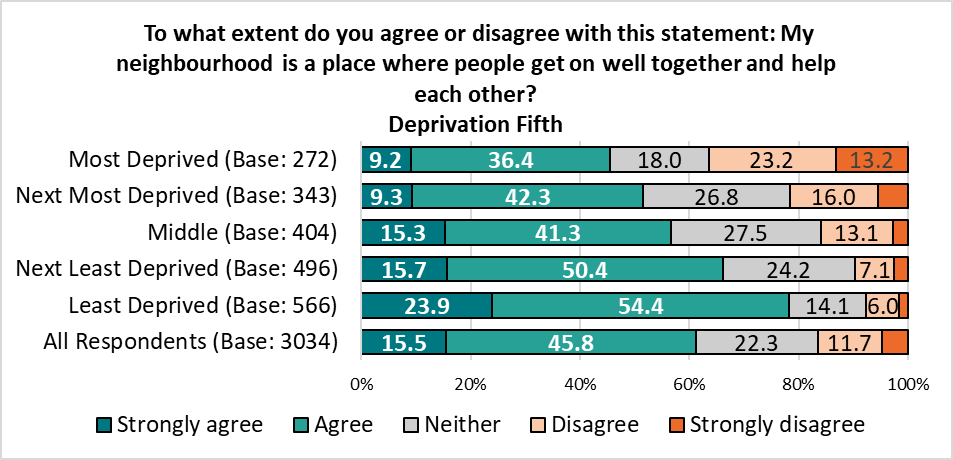 To what extent do you agree or disagree with this statement: My
neighbourhood is a place where people get on well together and help
each other?
Deprivation Fifth
Most Deprived (Base: 272) 9.2 36.4 18.0 23.2 13.2
Next Most Deprived (Base: 343) 9.3 42.3 26.8 16.0
Middle (Base: 404) 15.3 41.3 27.5 13.1
Next Least Deprived (Base: 496) 15.7 50.4 24.2 7.1
Least Deprived (Base: 566) 23.9 54.4 14.1 6.0
All Respondents (Base: 3034) 15.5 45.8 22.3 11.7
0% 20% 40% 60% 80% 100%
Strongly agree Agree Neither Disagree Strongly disagree